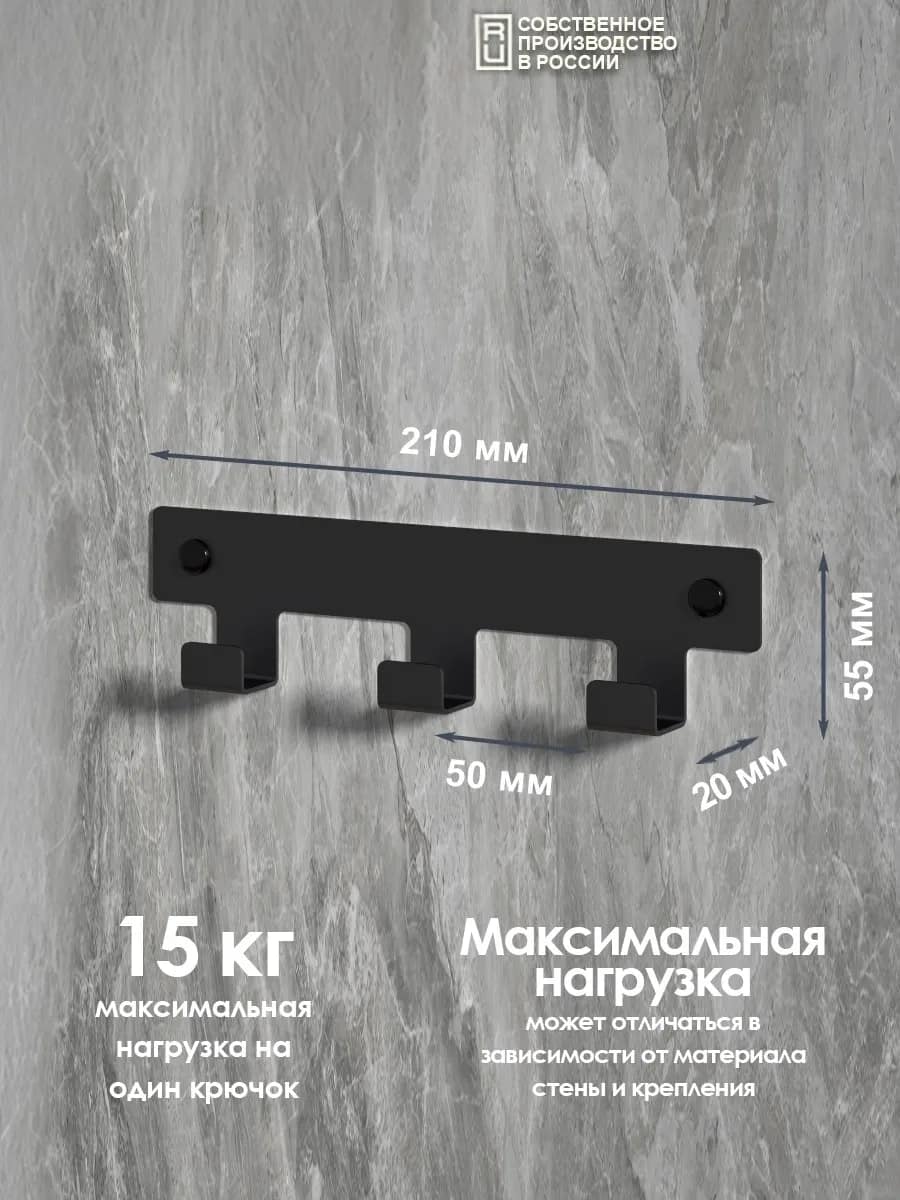 RU
СОБСТВЕННОЕ
ПРОИЗВОДСТВО
В РОССИИ
210 мм
55 мм
50 мм
20 мм
15 кг
максимальная
нагрузка на
один крючок
Максимальная
нагрузка
может отличаться в
зависимости от материала
стены и крепления